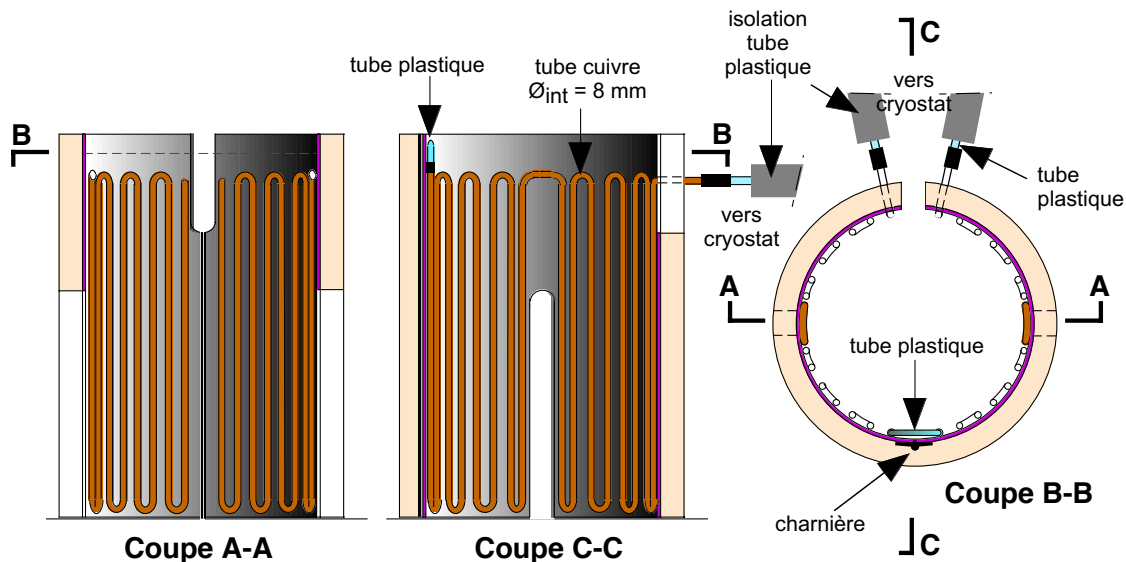 isolation
tube
plastique
C
tube plastique
tube cuivre
Øint = 8 mm
vers
cryostat
B
B
tube
plastique
vers
cryostat
A
A
tube plastique
Coupe B-B
charnière
Coupe A-A
Coupe C-C
C